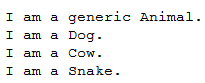 I am a generic Animal.
I am a Dog.
I am a Cow.
I am a Snake.